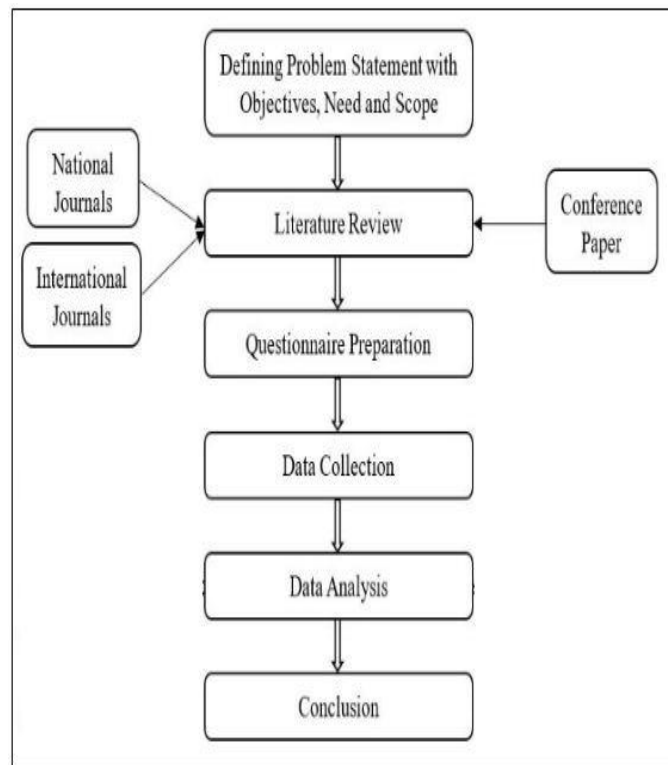 Defining Problem Statement with
Objectives, Need and Scope
National
Journals
Literature Review
Conference
Paper
International
Journals
Questionnaire Preparation
Data Collection
Data Analysis
Conclusion